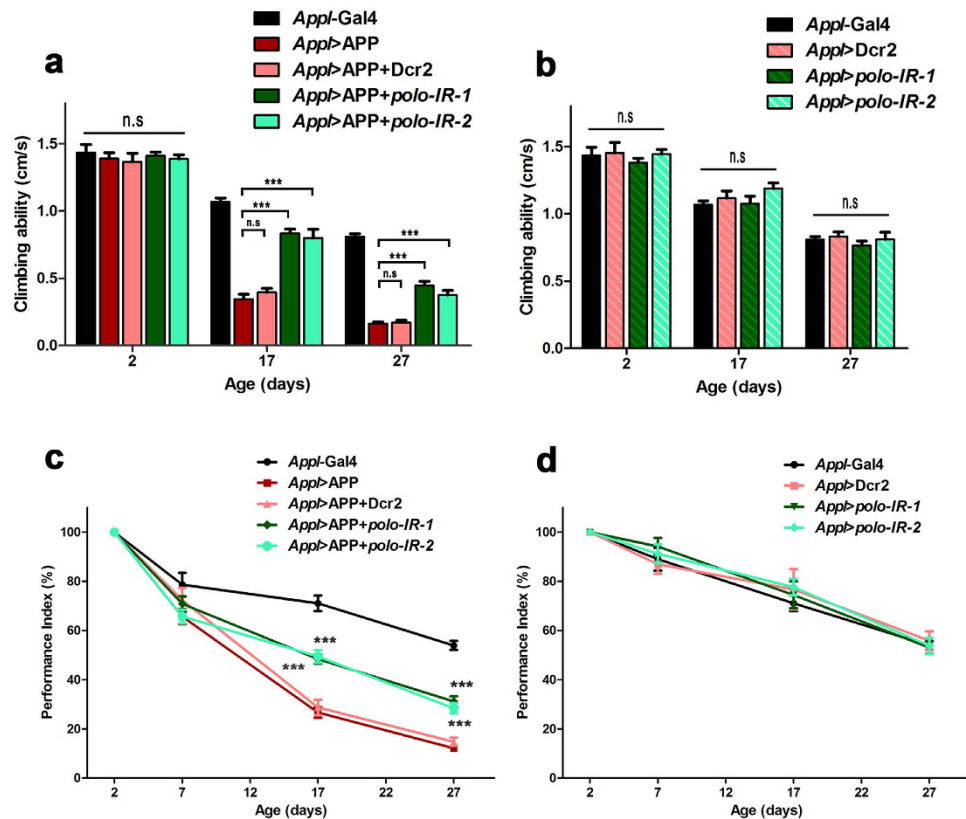 a
Appl-Gal4
Appl>APP
Appl>APP+Dcr2
Appl>APP+polo-IR-1
Appl>APP+polo-IR-2
Climbing ability (cm/s)
1.5
1.0
0.5
0.0
n.s
***
***
n.s
***
***
n.s
2
17
27
Age (days)
b
Appl-Gal4
Appl>Dcr2
Appl>polo-IR-1
Appl>polo-IR-2
Climbing ability (cm/s)
1.5
1.0
0.5
0.0
n.s
n.s
n.s
2
17
27
Age (days)
c
Appl-Gal4
Appl>APP
Appl>APP+Dcr2
Appl>APP+polo-IR-1
Appl>APP+polo-IR-2
Performance Index (%)
100
80
60
40
20
0
***
***
***
***
2
7
12
17
22
27
Age (days)
d
Appl-Gal4
Appl>Dcr2
Appl>polo-IR-1
Appl>polo-IR-2
Performance Index (%)
100
80
60
40
20
0
2
7
12
17
22
27
Age (days)